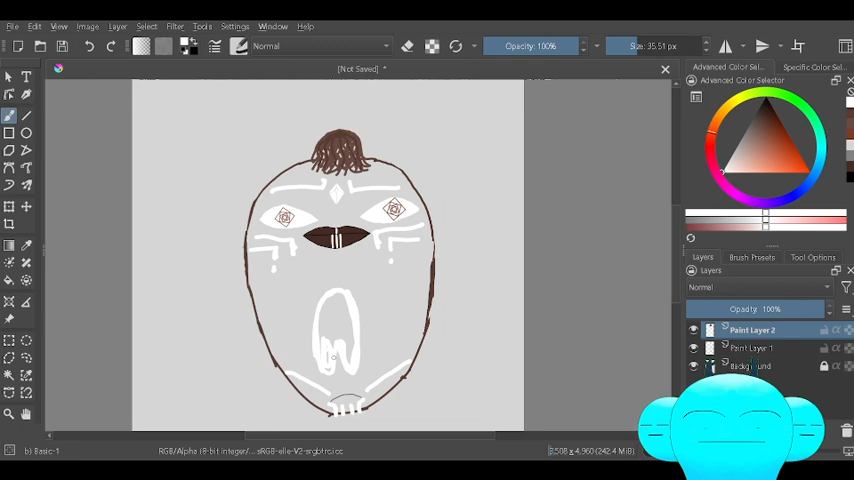 File Edit View Image Layer Select Filter Tools Settings Window Help
Normal Opacity: 100% Size: 35.51 px
[Not Saved] *
Advanced Color Sel... Specific Color Sel...
Advanced Color Selector
Layers Brush Presets Tool Options
Layers
Normal
Opacity: 100%
Paint Layer 2
Paint Layer 1
Background
b) Basic-1 RGB/Alpha (8-bit integer/... sRGB-elle-V2-srgbtrc.icc 3,508 x 4,960 (242.4 MiB)